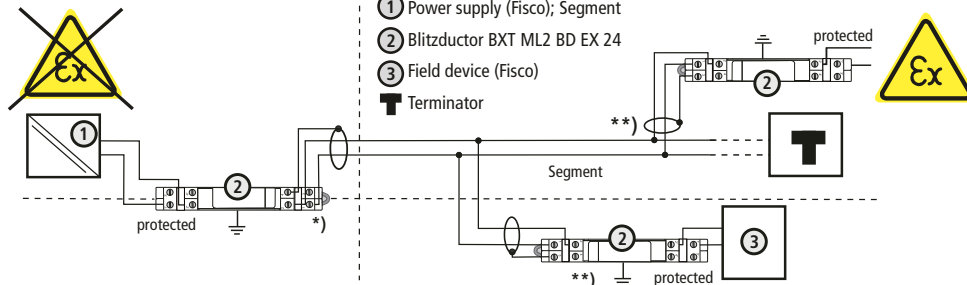 ① Power supply (Fisco); Segment
② Blitzductor BXT ML2 BD EX 24
③ Field device (Fisco)
Terminator
Ex
①
②
protected
*)
**)
Segment
protected
②
Ex
②
③
**)
protected